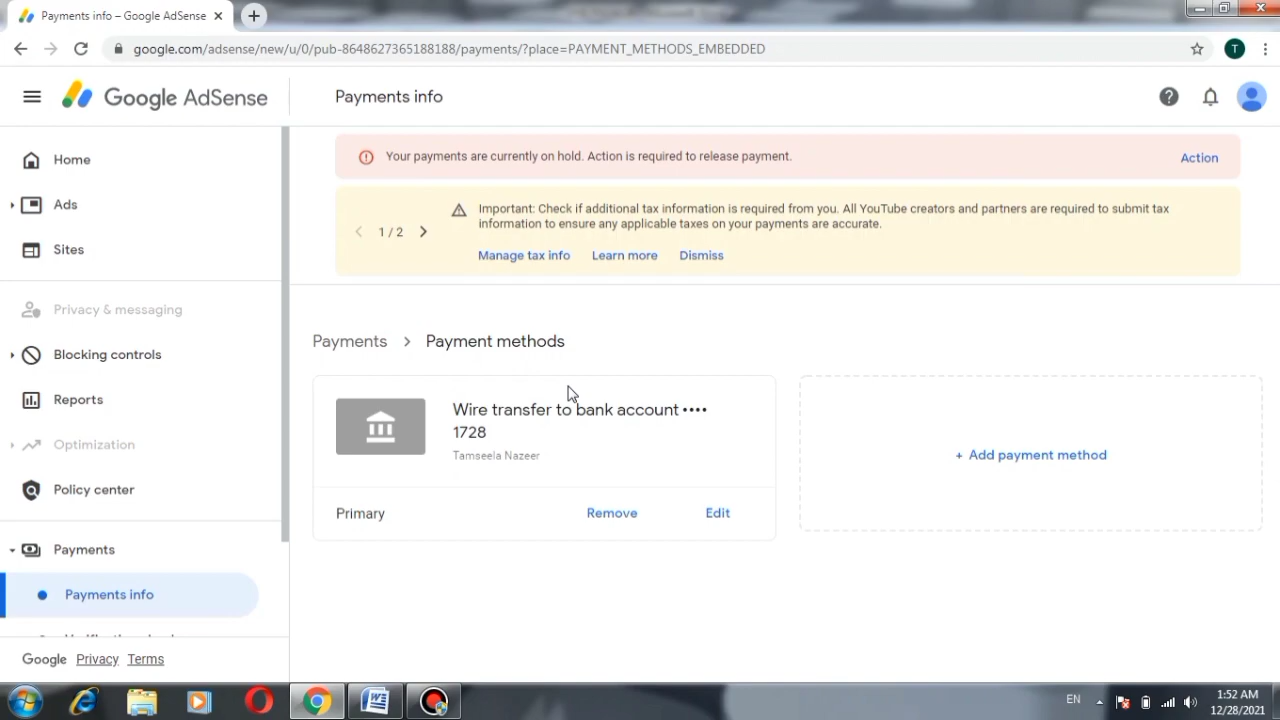 Payments info – Google AdSense
google.com/adsense/new/u/0/pub-8648627365188188/payments/?place=PAYMENT_METHODS_EMBEDDED
T
Google AdSense
Payments info
Home
Ads
Sites
Privacy & messaging
Blocking controls
Reports
Optimization
Policy center
Payments
Payments info
Google Privacy Terms
Your payments are currently on hold. Action is required to release payment.
Action
1 / 2
Important: Check if additional tax information is required from you. All YouTube creators and partners are required to submit tax
information to ensure any applicable taxes on your payments are accurate.
Manage tax info Learn more Dismiss
Payments > Payment methods
Wire transfer to bank account ••••
1728
Tamseela Nazeer
Primary
Remove
Edit
+ Add payment method
EN
1:52 AM
12/28/2021